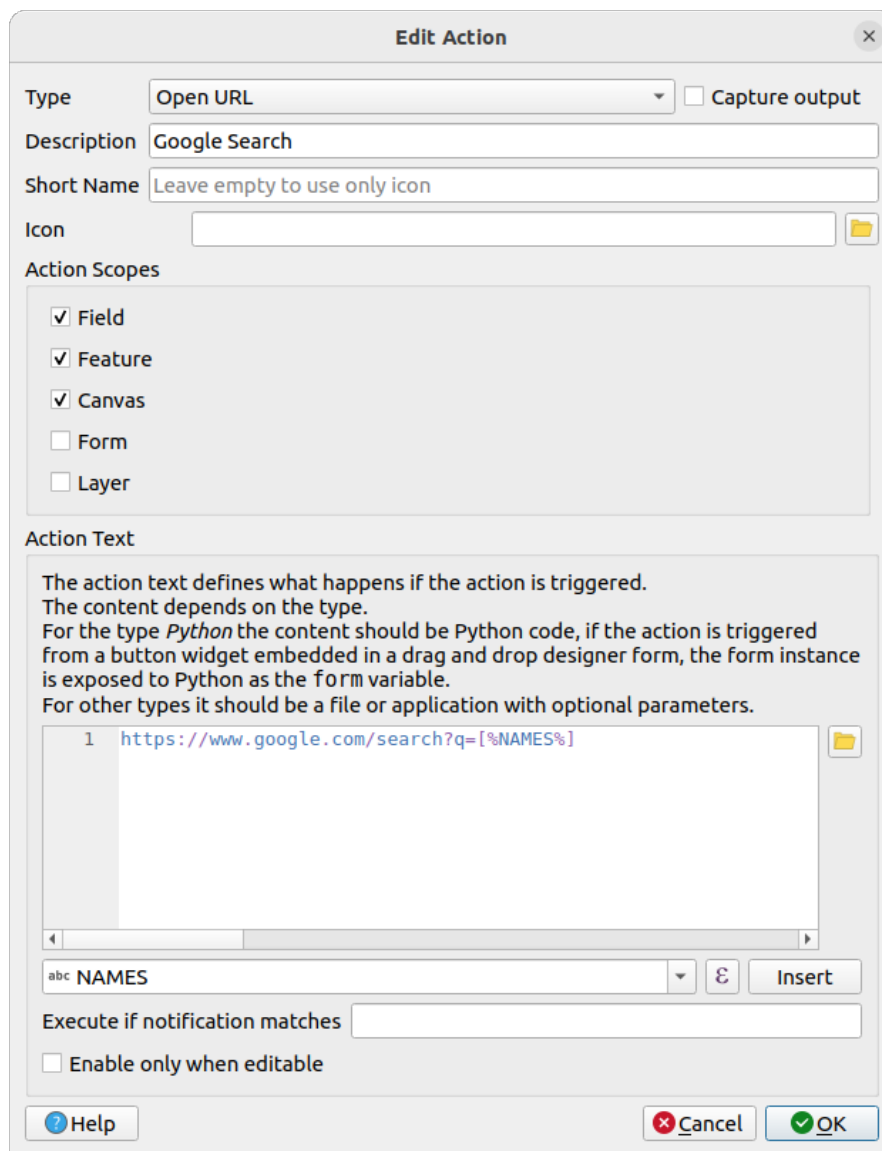 Edit Action
Type Open URL Capture output
Description Google Search
Short Name Leave empty to use only icon
Icon
Action Scopes
Field
Feature
Canvas
Form
Layer
Action Text
The action text defines what happens if the action is triggered.
The content depends on the type.
For the type Python the content should be Python code, if the action is triggered
from a button widget embedded in a drag and drop designer form, the form instance
is exposed to Python as the form variable.
For other types it should be a file or application with optional parameters.
1 https://www.google.com/search?q=[%NAMES%]
abc NAMES ε Insert
Execute if notification matches
Enable only when editable
? Help Cancel OK